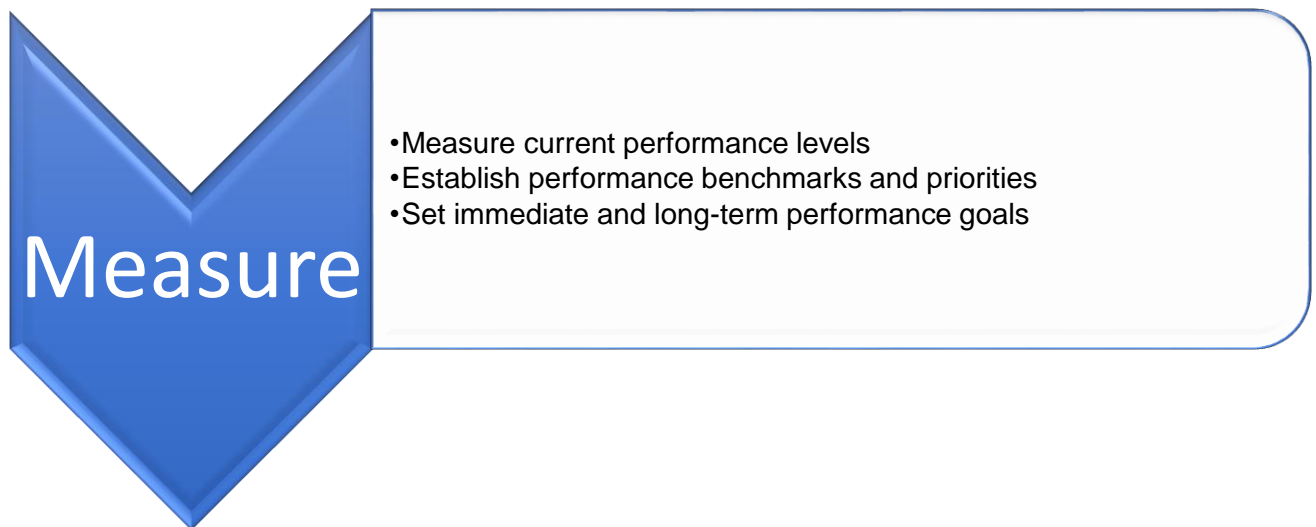 Measure
•Measure current performance levels
•Establish performance benchmarks and priorities
•Set immediate and long-term performance goals